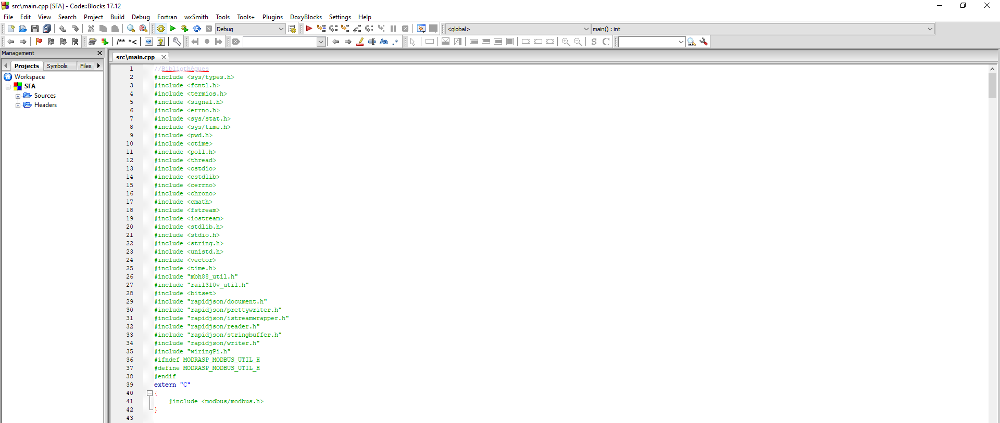 src\main.cpp [SFA] - Code::Blocks 17.12
File Edit View Search Project Build Debug Fortran wxSmith Tools Tools+ Plugins DoxyBlocks Settings Help
Debug <global> main() : int
/** *< Aa .* S C
Management
Projects Symbols Files
src\main.cpp
Workspace
SFA
Sources
Headers
1 //Bibliothèques
2 #include <sys/types.h>
3 #include <fcntl.h>
4 #include <termios.h>
5 #include <signal.h>
6 #include <errno.h>
7 #include <sys/stat.h>
8 #include <sys/time.h>
9 #include <pwd.h>
10 #include <ctime>
11 #include <poll.h>
12 #include <thread>
13 #include <cstdio>
14 #include <cstdlib>
15 #include <cerrno>
16 #include <chrono>
17 #include <cmath>
18 #include <fstream>
19 #include <iostream>
20 #include <stdlib.h>
21 #include <stdio.h>
22 #include <string.h>
23 #include <unistd.h>
24 #include <vector>
25 #include <time.h>
26 #include "mbh88_util.h"
27 #include "rail310v_util.h"
28 #include <bitset>
29 #include "rapidjson/document.h"
30 #include "rapidjson/prettywriter.h"
31 #include "rapidjson/istreamwrapper.h"
32 #include "rapidjson/reader.h"
33 #include "rapidjson/stringbuffer.h"
34 #include "rapidjson/writer.h"
35 #include "wiringPi.h"
36 #ifndef MODRASP_MODBUS_UTIL_H
37 #define MODRASP_MODBUS_UTIL_H
38 #endif
39 extern "C"
40 {
41 #include <modbus/modbus.h>
42 }
43